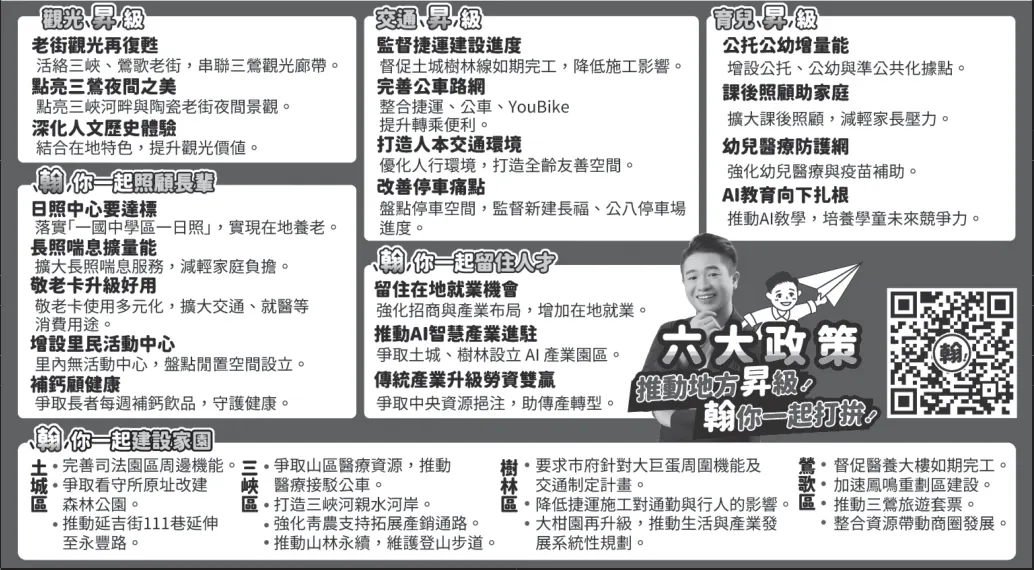 觀光昇級
老街觀光再復甦
活絡三峽、鶯歌老街，串聯三鶯觀光廊帶。
點亮三鶯夜間之美
點亮三峽河畔與陶瓷老街夜間景觀。
深化人文歷史體驗
結合在地特色，提升觀光價值。
翰你一起照顧長輩
日照中心要達標
落實「一國中學區一日照」，實現在地養老。
長照喘息擴量能
擴大長照喘息服務，減輕家庭負擔。
敬老卡升級好用
敬老卡使用多元化，擴大交通、就醫等
消費用途。
增設里民活動中心
里內無活動中心，盤點閒置空間設立。
補鈣顧健康
爭取長者每週補鈣飲品，守護健康。
交通昇級
監督捷運建設進度
督促土城樹林線如期完工，降低施工影響。
完善公車路網
整合捷運、公車、YouBike
提升轉乘便利。
打造人本交通環境
優化人行環境，打造全齡友善空間。
改善停車痛點
盤點停車空間，監督新建長福、公八停車場
進度。
翰你一起留住人才
留住在地就業機會
強化招商與產業布局，增加在地就業。
推動AI智慧產業進駐
爭取土城、樹林設立 AI 產業園區。
傳統產業升級勞資雙贏
爭取中央資源挹注，助傳產轉型。
育兒昇級
公托公幼增量能
增設公托、公幼與準公共化據點。
課後照顧助家庭
擴大課後照顧，減輕家長壓力。
幼兒醫療防護網
強化幼兒醫療與疫苗補助。
AI教育向下扎根
推動AI教學，培養學童未來競爭力。
六大政策
推動地方昇級！
翰你一起打拚！
翰
翰你一起建設家園
土城區
•完善司法園區周邊機能。
•爭取看守所原址改建
森林公園。
•推動延吉街111巷延伸
至永豐路。
三峽區
•爭取山區醫療資源，推動
醫療接駁公車。
•打造三峽河親水河岸。
•強化青農支持拓展產銷通路。
•推動山林永續，維護登山步道。
樹林區
•要求市府針對大巨蛋周圍機能及
交通制定計畫。
•降低捷運施工對通勤與行人的影響。
•大柑園再升級，推動生活與產業發
展系統性規劃。
鶯歌區
•督促醫養大樓如期完工。
•加速鳳鳴重劃區建設。
•推動三鶯旅遊套票。
•整合資源帶動商圈發展。